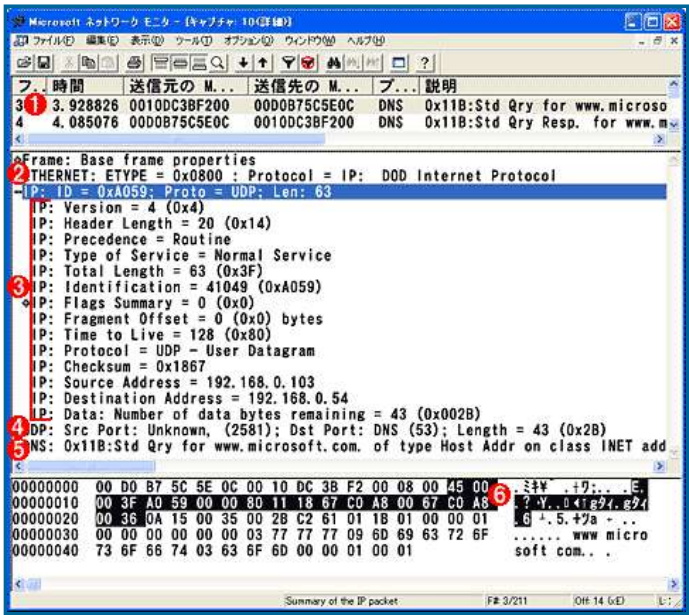 Microsoft ネットワーク モニター - [キャプチャ: 10(詳細)]
ファイル(F) 編集(E) 表示(D) ツール(T) オプション(O) ウィンドウ(W) ヘルプ(H)
フ.. 時間 送信元の M... 送信先の M... プ... 説明
3 1 3.928826 0010DC3BF200 00D0B75C5E0C DNS 0x11B:Std Qry for www.microso
4 4.085076 00D0B75C5E0C 0010DC3BF200 DNS 0x11B:Std Qry Resp. for www.m
Frame: Base frame properties
2 THERNET: ETYPE = 0x0800 : Protocol = IP: DOD Internet Protocol
IP: ID = 0xA059; Proto = UDP; Len: 63
IP: Version = 4 (0x4)
IP: Header Length = 20 (0x14)
IP: Precedence = Routine
IP: Type of Service = Normal Service
IP: Total Length = 63 (0x3F)
3 IP: Identification = 41049 (0xA059)
IP: Flags Summary = 0 (0x0)
IP: Fragment Offset = 0 (0x0) bytes
IP: Time to Live = 128 (0x80)
IP: Protocol = UDP - User Datagram
IP: Checksum = 0x1867
IP: Source Address = 192.168.0.103
IP: Destination Address = 192.168.0.54
IP: Data: Number of data bytes remaining = 43 (0x002B)
4 DP: Src Port: Unknown, (2581); Dst Port: DNS (53); Length = 43 (0x2B)
5 NS: 0x11B:Std Qry for www.microsoft.com. of type Host Addr on class INET add
00000000 00 D0 B7 5C 5E 0C 00 10 DC 3B F2 00 08 00 45 00
00000010 00 3F A0 59 00 00 80 11 18 67 C0 A8 00 67 C0 A8 6
00000020 00 36 0A 15 00 35 00 2B C2 61 01 1B 01 00 00 01
00000030 00 00 00 00 00 00 03 77 77 77 09 6D 69 63 72 6F ...... www micro
00000040 73 6F 66 74 03 63 6F 6D 00 00 01 00 01 soft com.. .
Summary of the IP packet F# 3/211 Off 14 (xE) L: